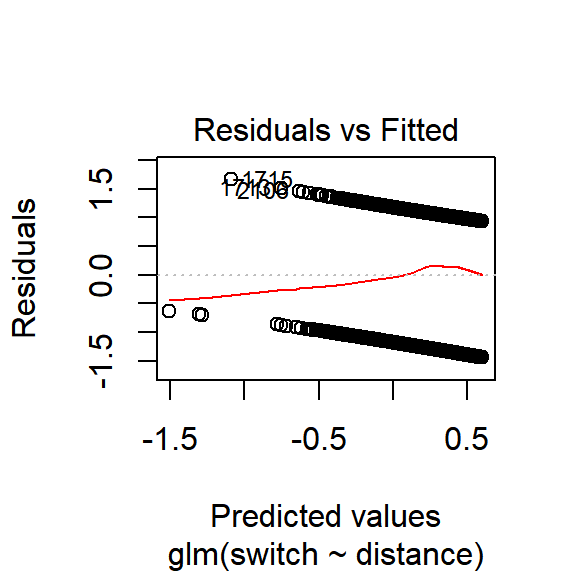 Residuals vs Fitted
Residuals
1.5
0.0
-1.5
1715
2106
-1.5
-0.5
0.5
Predicted values
glm(switch ~ distance)